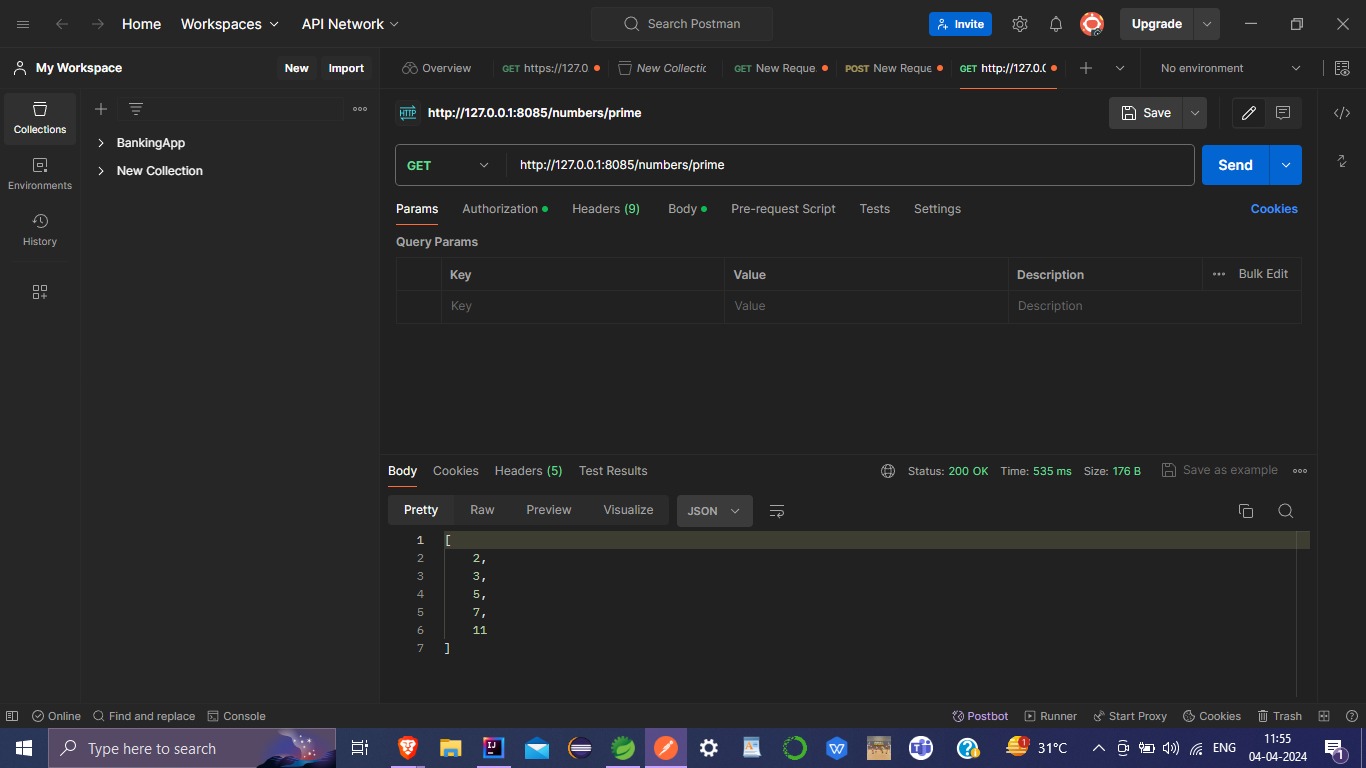 Home Workspaces API Network Search Postman Invite Upgrade
My Workspace New Import Overview GET https://127.0 New Collectic GET New Reque POST New Reque GET http://127.0.0 No environment
Collections
BankingApp
New Collection
Environments
History
HTTP http://127.0.0.1:8085/numbers/prime Save
GET http://127.0.0.1:8085/numbers/prime Send
Params Authorization Headers (9) Body Pre-request Script Tests Settings Cookies
Query Params
Key Value Description Bulk Edit
Key Value Description
Body Cookies Headers (5) Test Results Status: 200 OK Time: 535 ms Size: 176 B Save as example
Pretty Raw Preview Visualize JSON
1 [
2 2,
3 3,
4 5,
5 7,
6 11
7 ]
Online Find and replace Console Postbot Runner Start Proxy Cookies Trash
Type here to search 1 31°C ENG 11:55 1
04-04-2024